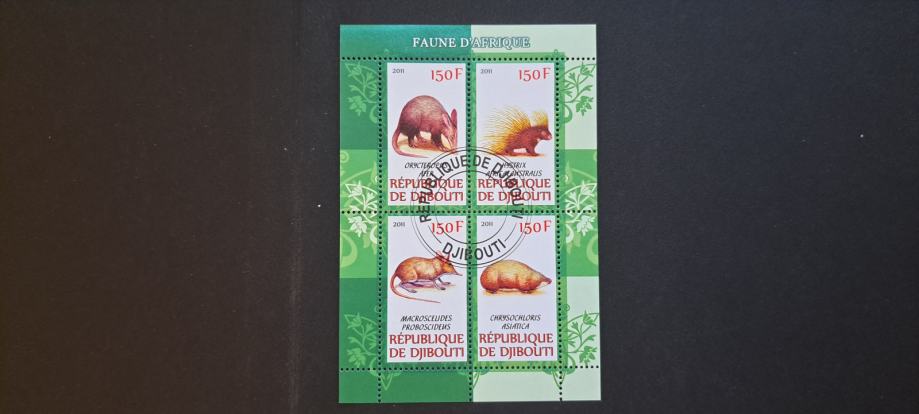 FAUNE D'AFRIQUE
2011 150F
ORYCTEROPUS
AFER
RÉPUBLIQUE
DE DJIBOUTI
2011 150F
HYSTRIX
AFRICAEAUSTRALIS
RÉPUBLIQUE
DE DJIBOUTI
RÉPUBLIQUE DE DJIBOUTI
DJIBOUTI
2011 150F
MACROSCELIDES
PROBOSCIDEUS
RÉPUBLIQUE
DE DJIBOUTI
2011 150F
CHRYSOCHLORIS
ASIATICA
RÉPUBLIQUE
DE DJIBOUTI